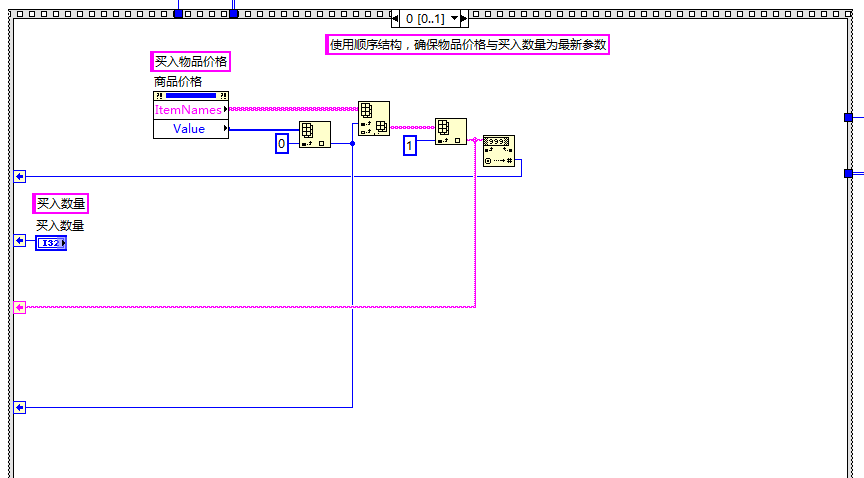 0 [0..1]
使用顺序结构，确保物品价格与买入数量为最新参数
买入物品价格
商品价格
?! ?!
ItemNames
Value
0
1
999
买入数量
买入数量
I32